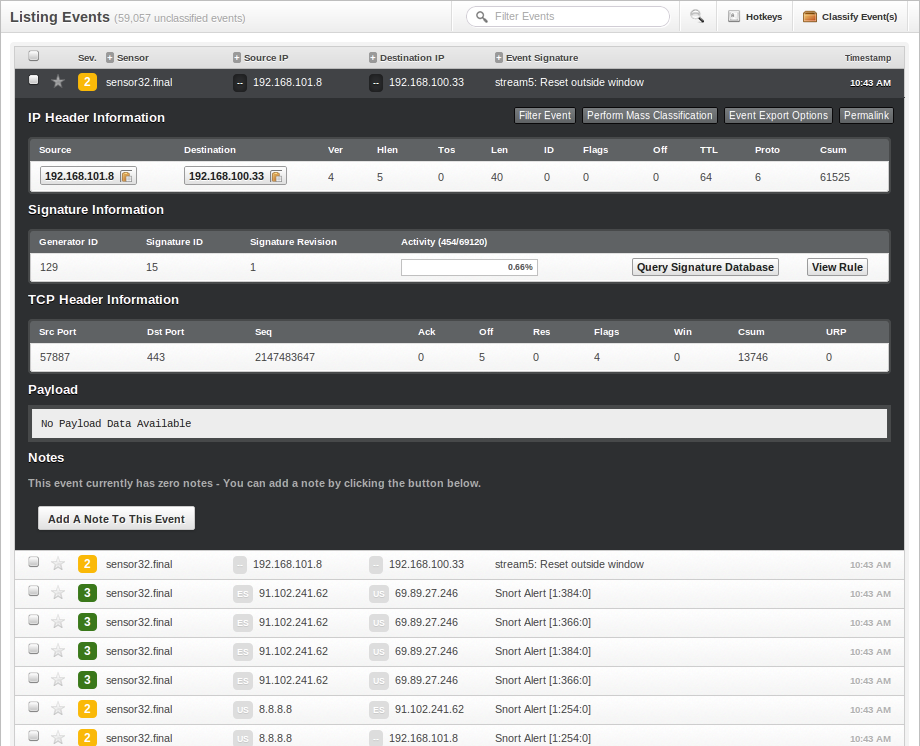 Listing Events (59,057 unclassified events) Filter Events Hotkeys Classify Event(s)
Sev. Sensor Source IP Destination IP Event Signature Timestamp
2 sensor32.final -- 192.168.101.8 -- 192.168.100.33 stream5: Reset outside window 10:43 AM
IP Header Information Filter Event Perform Mass Classification Event Export Options Permalink
Source Destination Ver Hlen Tos Len ID Flags Off TTL Proto Csum
192.168.101.8 192.168.100.33 4 5 0 40 0 0 0 64 6 61525
Signature Information
Generator ID Signature ID Signature Revision Activity (454/69120)
129 15 1 0.66% Query Signature Database View Rule
TCP Header Information
Src Port Dst Port Seq Ack Off Res Flags Win Csum URP
57887 443 2147483647 0 5 0 4 0 13746 0
Payload
No Payload Data Available
Notes
This event currently has zero notes - You can add a note by clicking the button below.
Add A Note To This Event
2 sensor32.final -- 192.168.101.8 -- 192.168.100.33 stream5: Reset outside window 10:43 AM
3 sensor32.final ES 91.102.241.62 US 69.89.27.246 Snort Alert [1:384:0] 10:43 AM
3 sensor32.final ES 91.102.241.62 US 69.89.27.246 Snort Alert [1:366:0] 10:43 AM
3 sensor32.final ES 91.102.241.62 US 69.89.27.246 Snort Alert [1:384:0] 10:43 AM
3 sensor32.final ES 91.102.241.62 US 69.89.27.246 Snort Alert [1:366:0] 10:43 AM
2 sensor32.final US 8.8.8.8 ES 91.102.241.62 Snort Alert [1:254:0] 10:43 AM
2 sensor32.final US 8.8.8.8 -- 192.168.101.8 Snort Alert [1:254:0] 10:43 AM